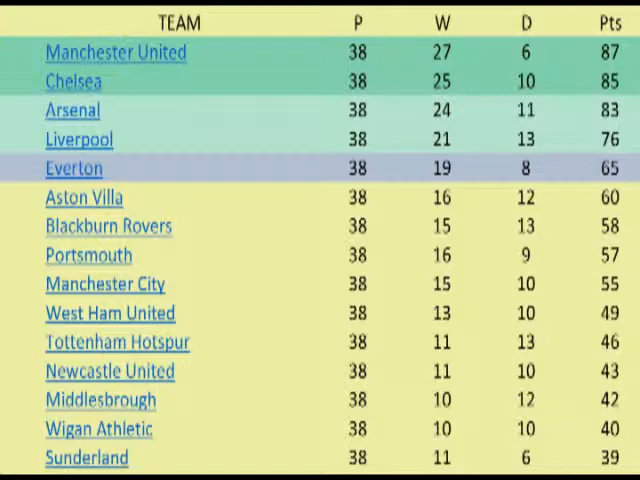 TEAM P W D Pts
Manchester United 38 27 6 87
Chelsea 38 25 10 85
Arsenal 38 24 11 83
Liverpool 38 21 13 76
Everton 38 19 8 65
Aston Villa 38 16 12 60
Blackburn Rovers 38 15 13 58
Portsmouth 38 16 9 57
Manchester City 38 15 10 55
West Ham United 38 13 10 49
Tottenham Hotspur 38 11 13 46
Newcastle United 38 11 10 43
Middlesbrough 38 10 12 42
Wigan Athletic 38 10 10 40
Sunderland 38 11 6 39